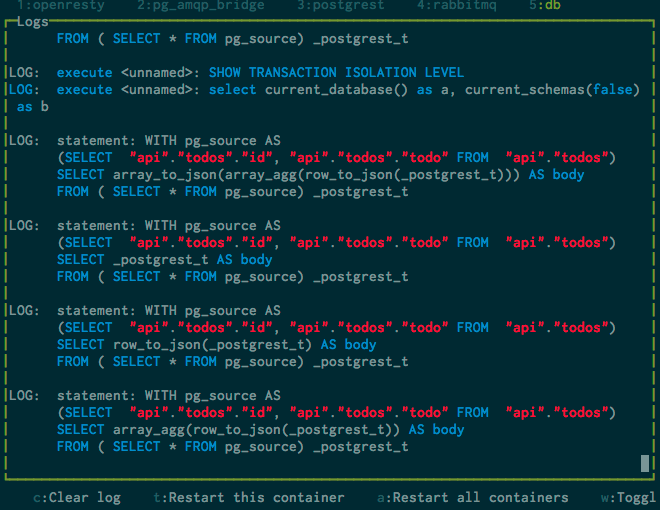 1:openresty 2:pg_amqp_bridge 3:postgrest 4:rabbitmq 5:db
Logs
FROM ( SELECT * FROM pg_source) _postgrest_t
LOG: execute <unnamed>: SHOW TRANSACTION ISOLATION LEVEL
LOG: execute <unnamed>: select current_database() as a, current_schemas(false)
as b
LOG: statement: WITH pg_source AS
(SELECT "api"."todos"."id", "api"."todos"."todo" FROM "api"."todos")
SELECT array_to_json(array_agg(row_to_json(_postgrest_t))) AS body
FROM ( SELECT * FROM pg_source) _postgrest_t
LOG: statement: WITH pg_source AS
(SELECT "api"."todos"."id", "api"."todos"."todo" FROM "api"."todos")
SELECT _postgrest_t AS body
FROM ( SELECT * FROM pg_source) _postgrest_t
LOG: statement: WITH pg_source AS
(SELECT "api"."todos"."id", "api"."todos"."todo" FROM "api"."todos")
SELECT row_to_json(_postgrest_t) AS body
FROM ( SELECT * FROM pg_source) _postgrest_t
LOG: statement: WITH pg_source AS
(SELECT "api"."todos"."id", "api"."todos"."todo" FROM "api"."todos")
SELECT array_agg(row_to_json(_postgrest_t)) AS body
FROM ( SELECT * FROM pg_source) _postgrest_t
c:Clear log t:Restart this container a:Restart all containers w:Toggl